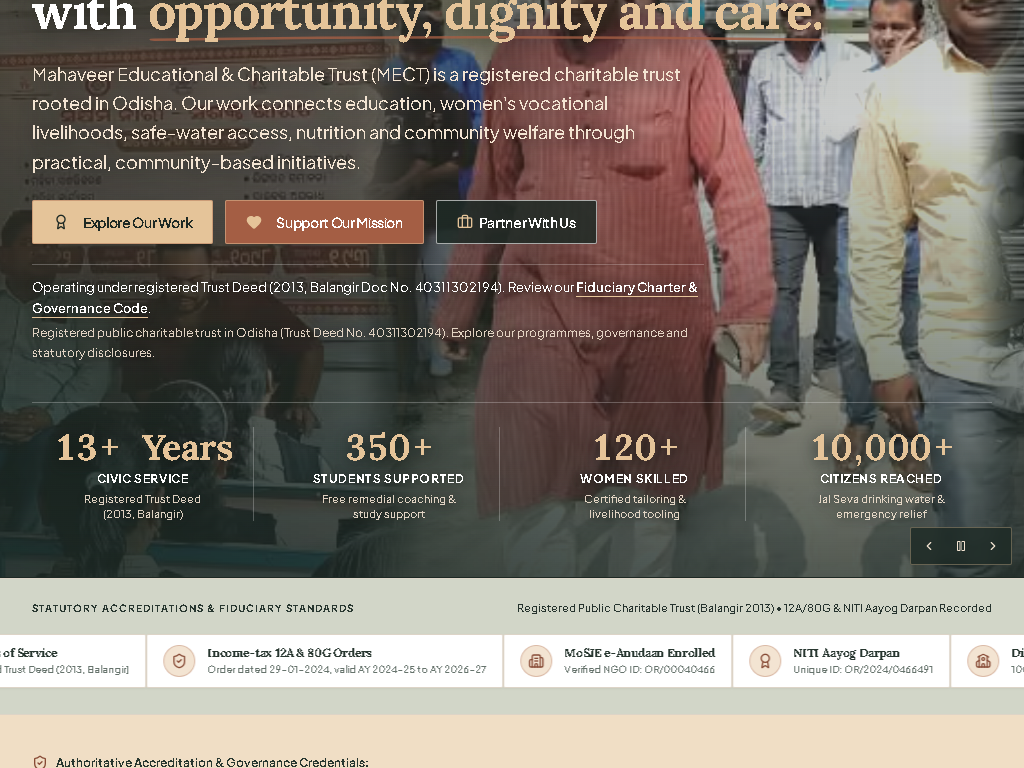 with opportunity, dignity and care.
Mahaveer Educational & Charitable Trust (MECT) is a registered charitable trust
rooted in Odisha. Our work connects education, women's vocational
livelihoods, safe-water access, nutrition and community welfare through
practical, community-based initiatives.
Explore Our Work
Support Our Mission
Partner With Us
Operating under registered Trust Deed (2013, Balangir Doc No. 40311302194). Review our Fiduciary Charter &
Governance Code.
Registered public charitable trust in Odisha (Trust Deed No. 40311302194). Explore our programmes, governance and
statutory disclosures.
13+ Years
CIVIC SERVICE
Registered Trust Deed
(2013, Balangir)
350+
STUDENTS SUPPORTED
Free remedial coaching &
study support
120+
WOMEN SKILLED
Certified tailoring &
livelihood tooling
10,000+
CITIZENS REACHED
Jal Seva drinking water &
emergency relief
STATUTORY ACCREDITATIONS & FIDUCIARY STANDARDS
Registered Public Charitable Trust (Balangir 2013) • 12A/80G & NITI Aayog Darpan Recorded
of Service
Trust Deed (2013, Balangir)
Income-tax 12A & 80G Orders
Order dated 29-01-2024, valid AY 2024-25 to AY 2026-27
MoSJE e-Anudaan Enrolled
Verified NGO ID: OR/00040466
NITI Aayog Darpan
Unique ID: OR/2024/0466491
Authoritative Accreditation & Governance Credentials: